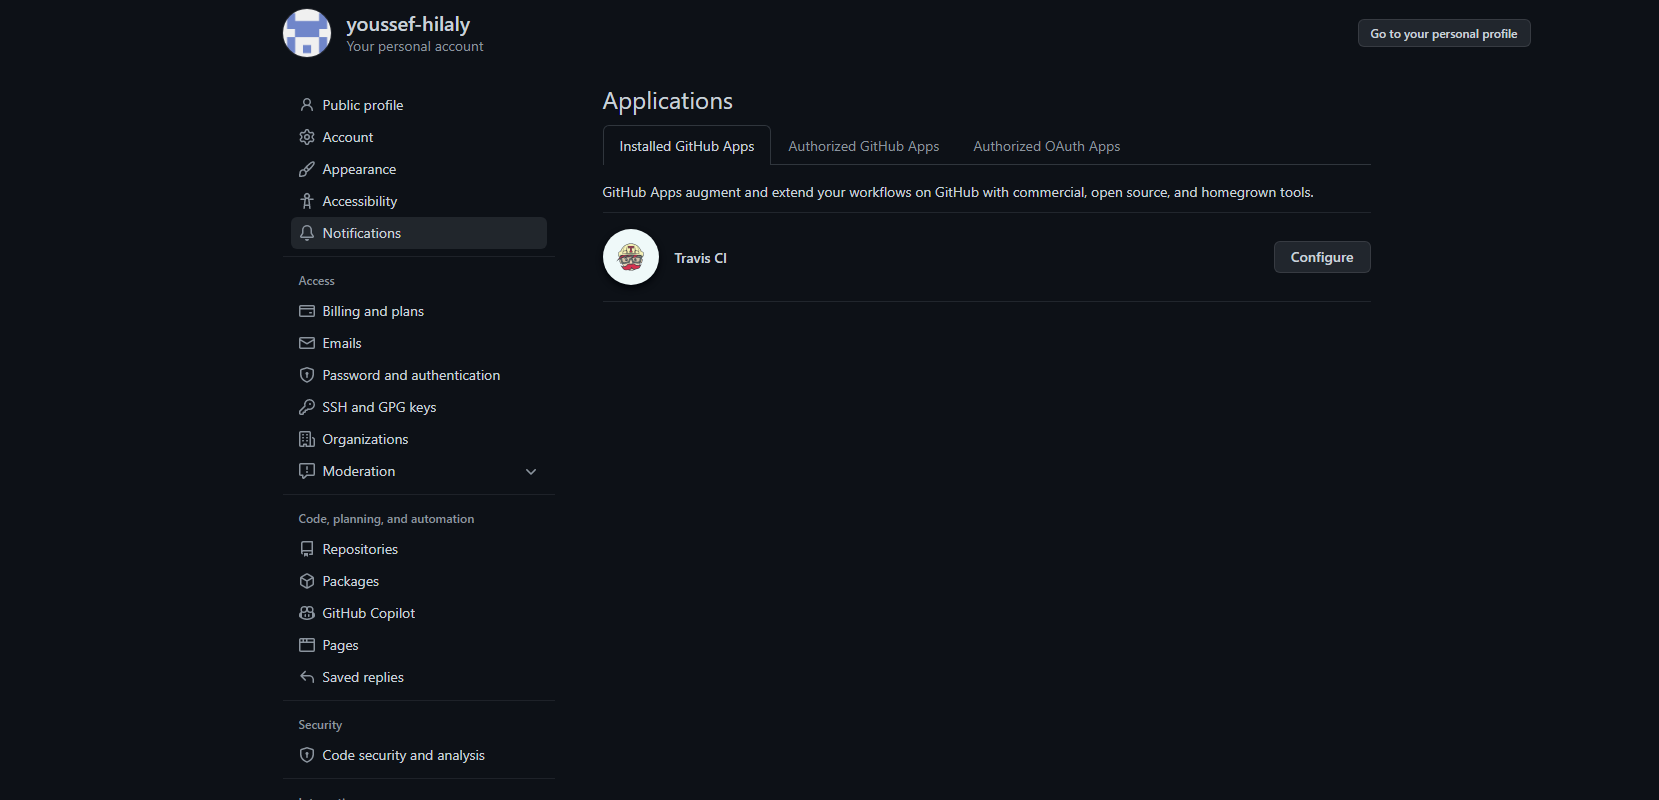 youssef-hilaly
Your personal account
Go to your personal profile
Public profile
Account
Appearance
Accessibility
Notifications
Access
Billing and plans
Emails
Password and authentication
SSH and GPG keys
Organizations
Moderation
Code, planning, and automation
Repositories
Packages
GitHub Copilot
Pages
Saved replies
Security
Code security and analysis
Applications
Installed GitHub Apps
Authorized GitHub Apps
Authorized OAuth Apps
GitHub Apps augment and extend your workflows on GitHub with commercial, open source, and homegrown tools.
Travis CI
Configure